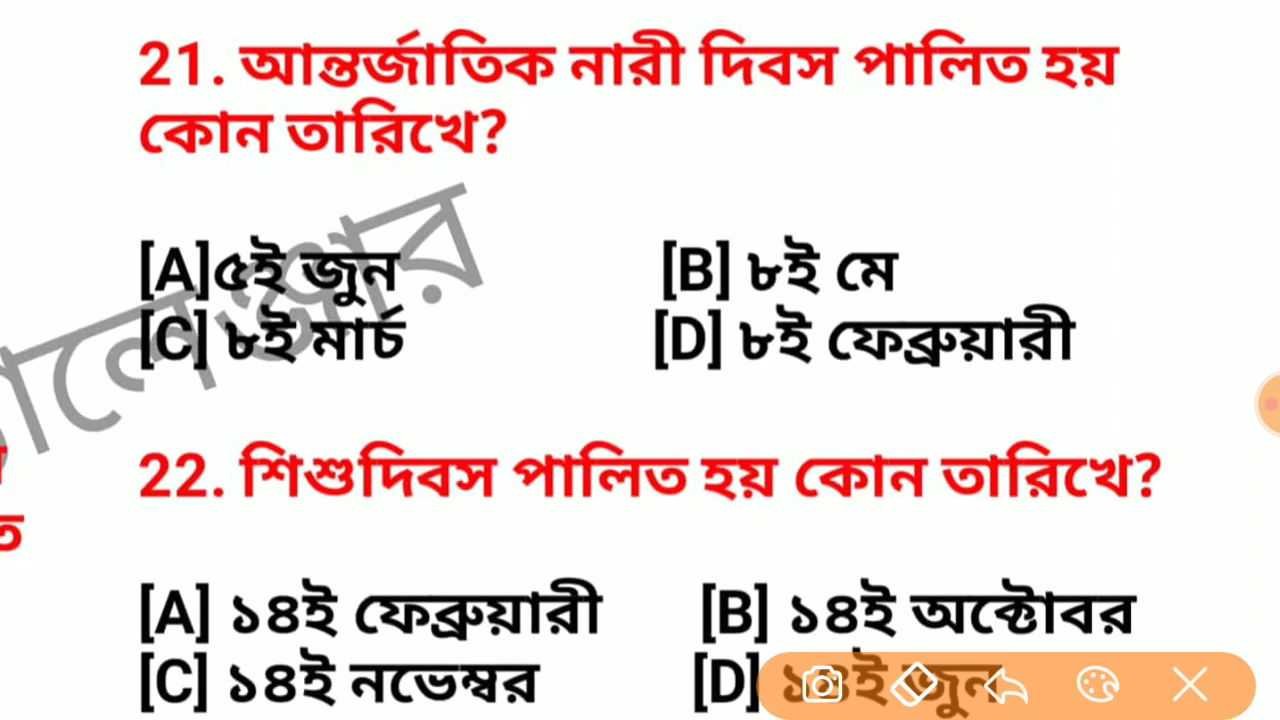 21. আন্তর্জাতিক নারী দিবস পালিত হয়
কোন তারিখে?
[A]৫ই জুন [B] ৮ই মে
[C] ৮ই মার্চ [D] ৮ই ফেব্রুয়ারী
22. শিশুদিবস পালিত হয় কোন তারিখে?
[A] ১৪ই ফেব্রুয়ারী [B] ১৪ই অক্টোবর
[C] ১৪ই নভেম্বর [D] ১৪ই জুন